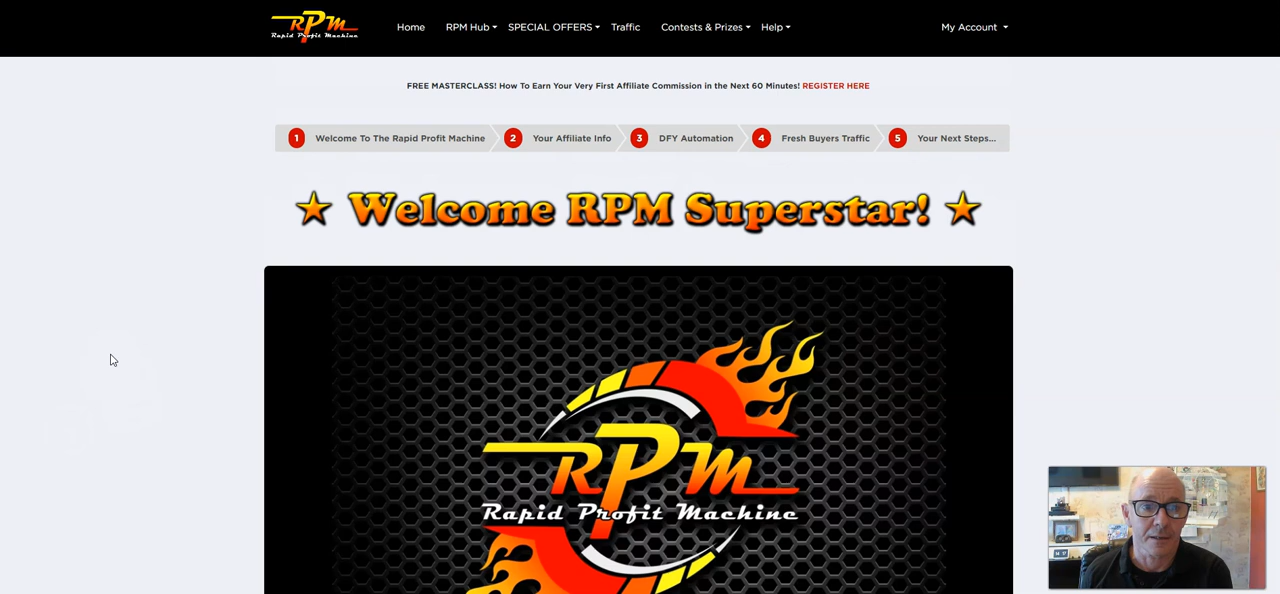 RPM
Rapid Profit Machine
Home RPM Hub SPECIAL OFFERS Traffic Contests & Prizes Help My Account
FREE MASTERCLASS! How To Earn Your Very First Affiliate Commission in the Next 60 Minutes! REGISTER HERE
1 Welcome To The Rapid Profit Machine 2 Your Affiliate Info 3 DFY Automation 4 Fresh Buyers Traffic 5 Your Next Steps...
Welcome RPM Superstar!
RPM
Rapid Profit Machine